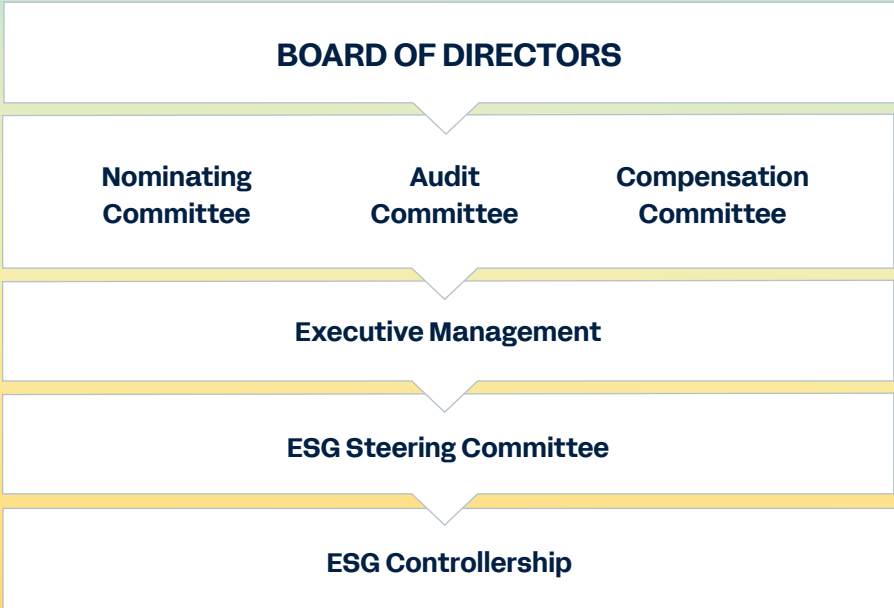 BOARD OF DIRECTORS
Nominating
Committee
Audit
Committee
Compensation
Committee
Executive Management
ESG Steering Committee
ESG Controllership